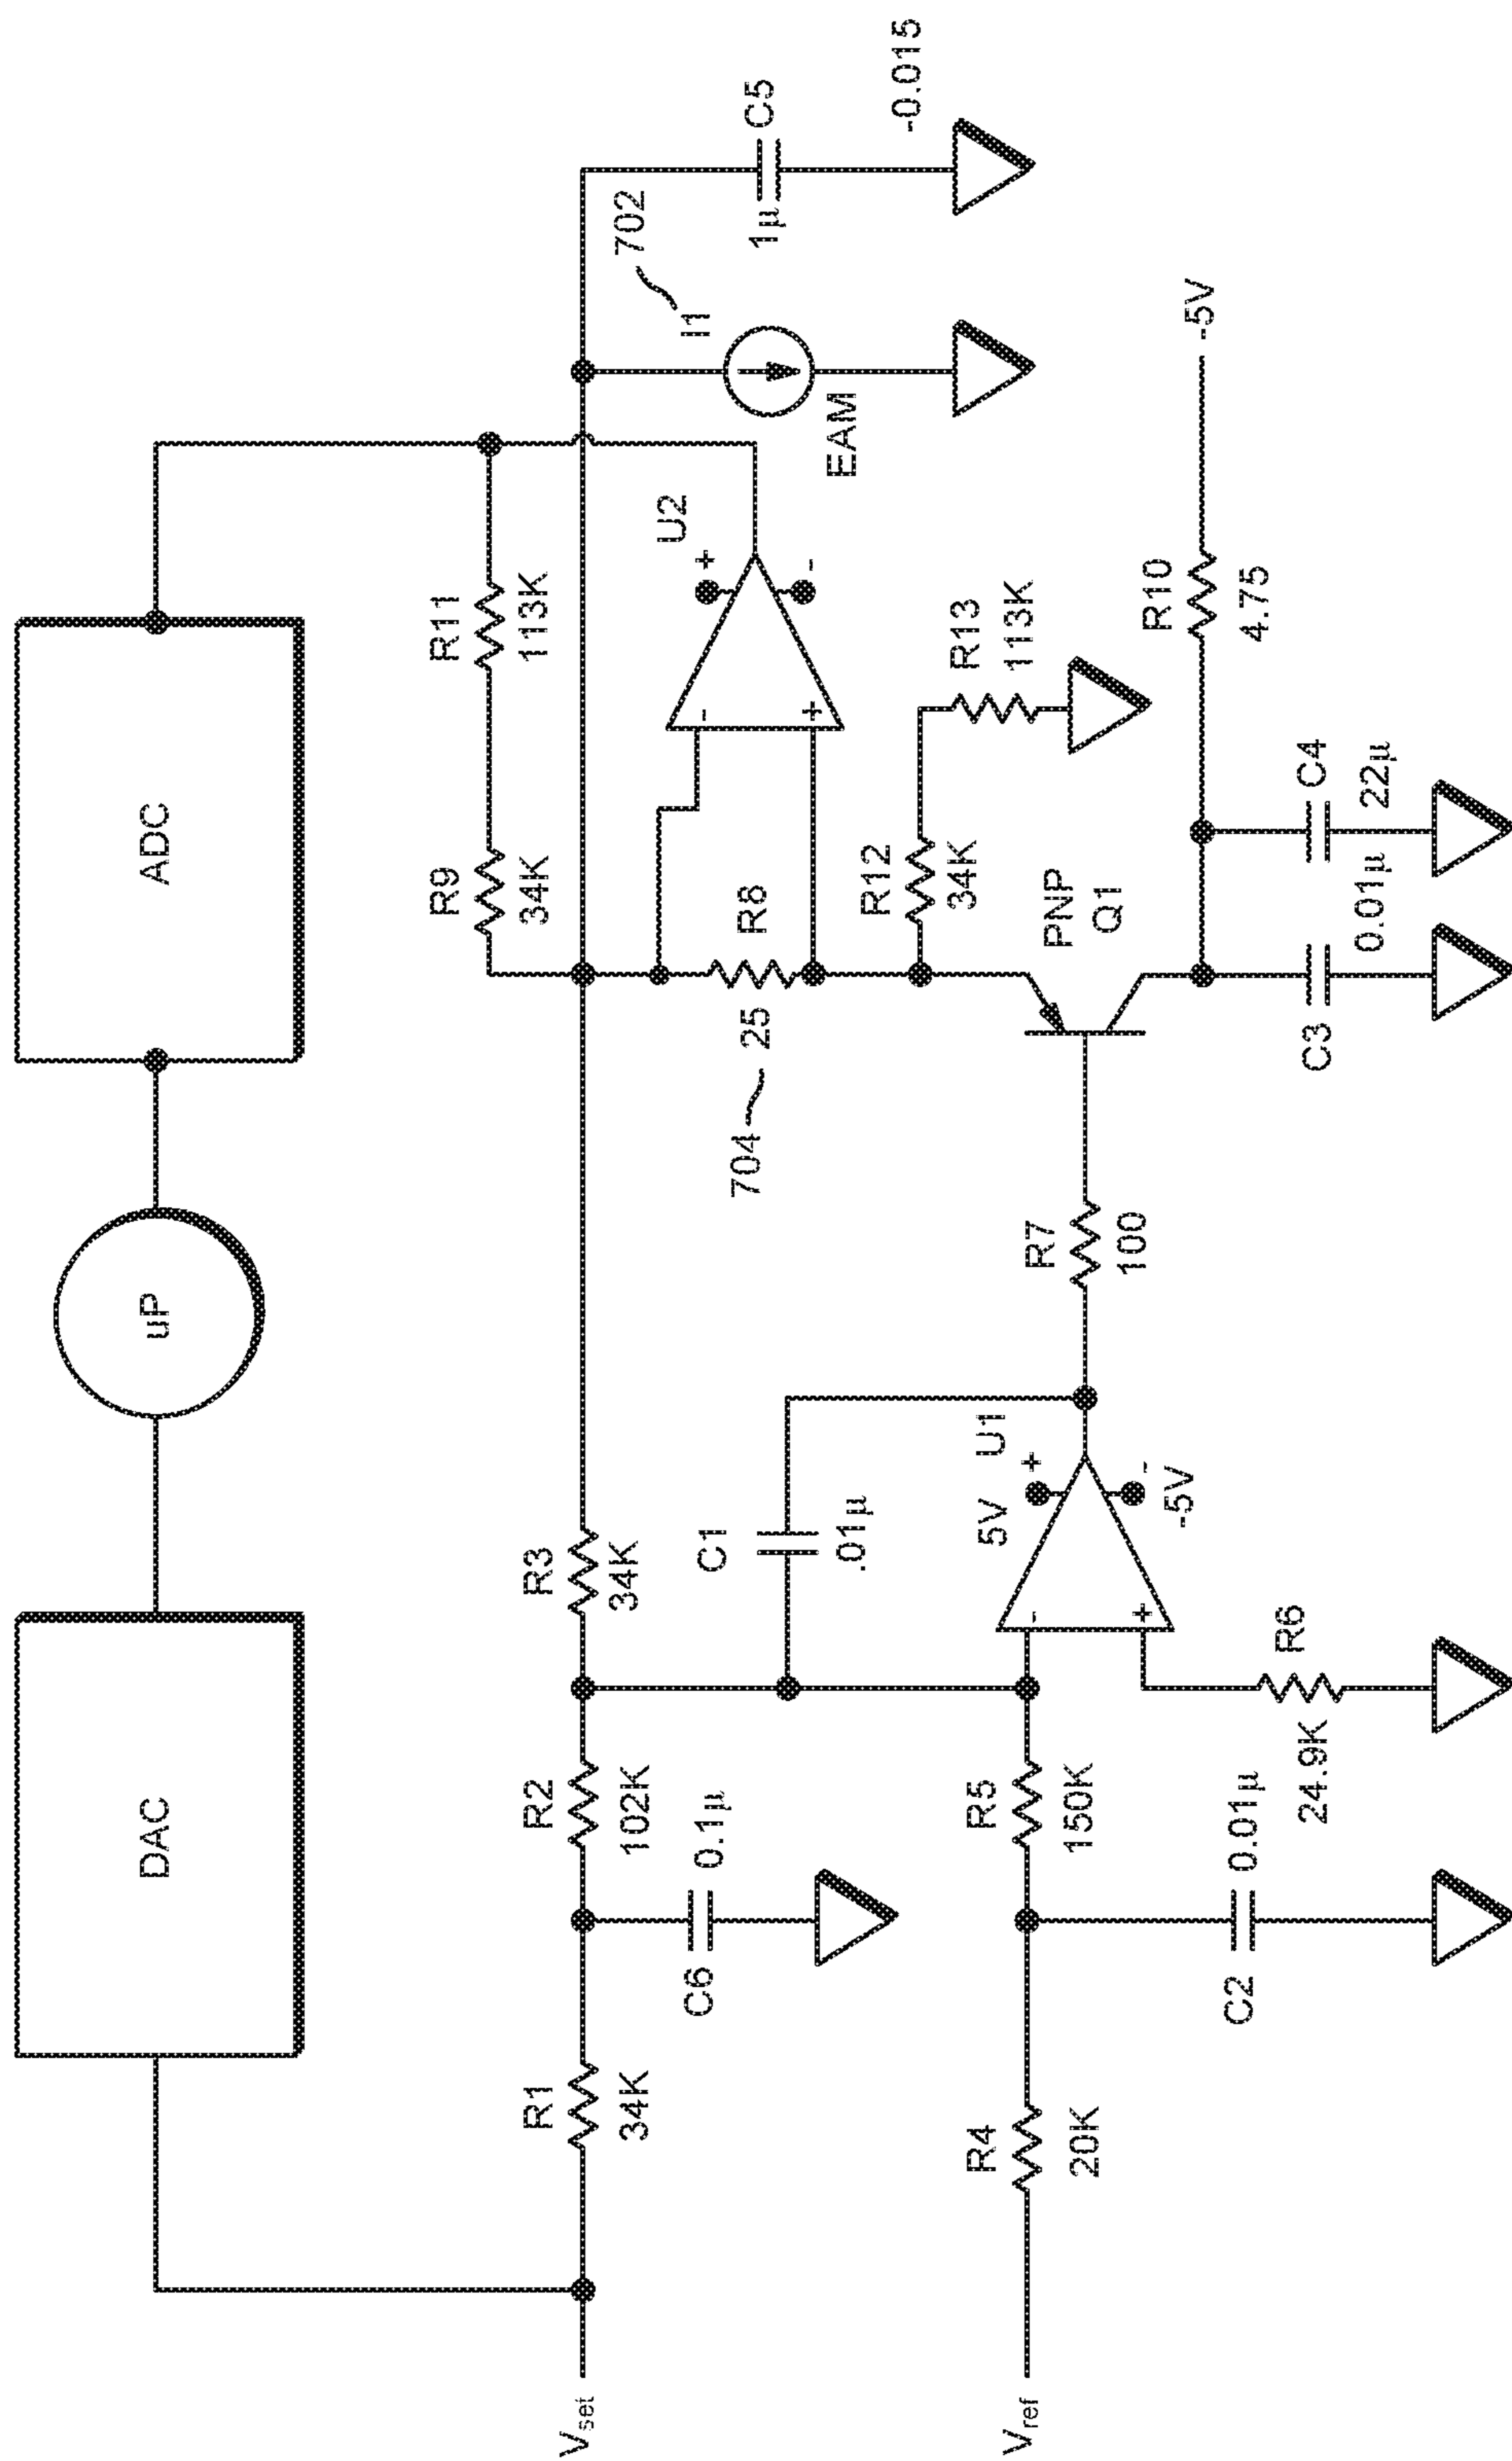 DAC
uP
ADC
R9
34K
R11
113K
Vset
R1
34K
R2
102K
R3
34K
C6
0.1µ
C1
.01µ
704
25
R8
U2
-
+
+
-
702
I1
EAM
1µ
C5
-0.015
R12
34K
R13
113K
Vref
R4
20K
R5
150K
5V
U1
-
+
+
-
-5V
R7
100
PNP
Q1
R10
4.75
-5V
C2
0.01µ
24.9K
R6
C3
0.01µ
C4
22µ